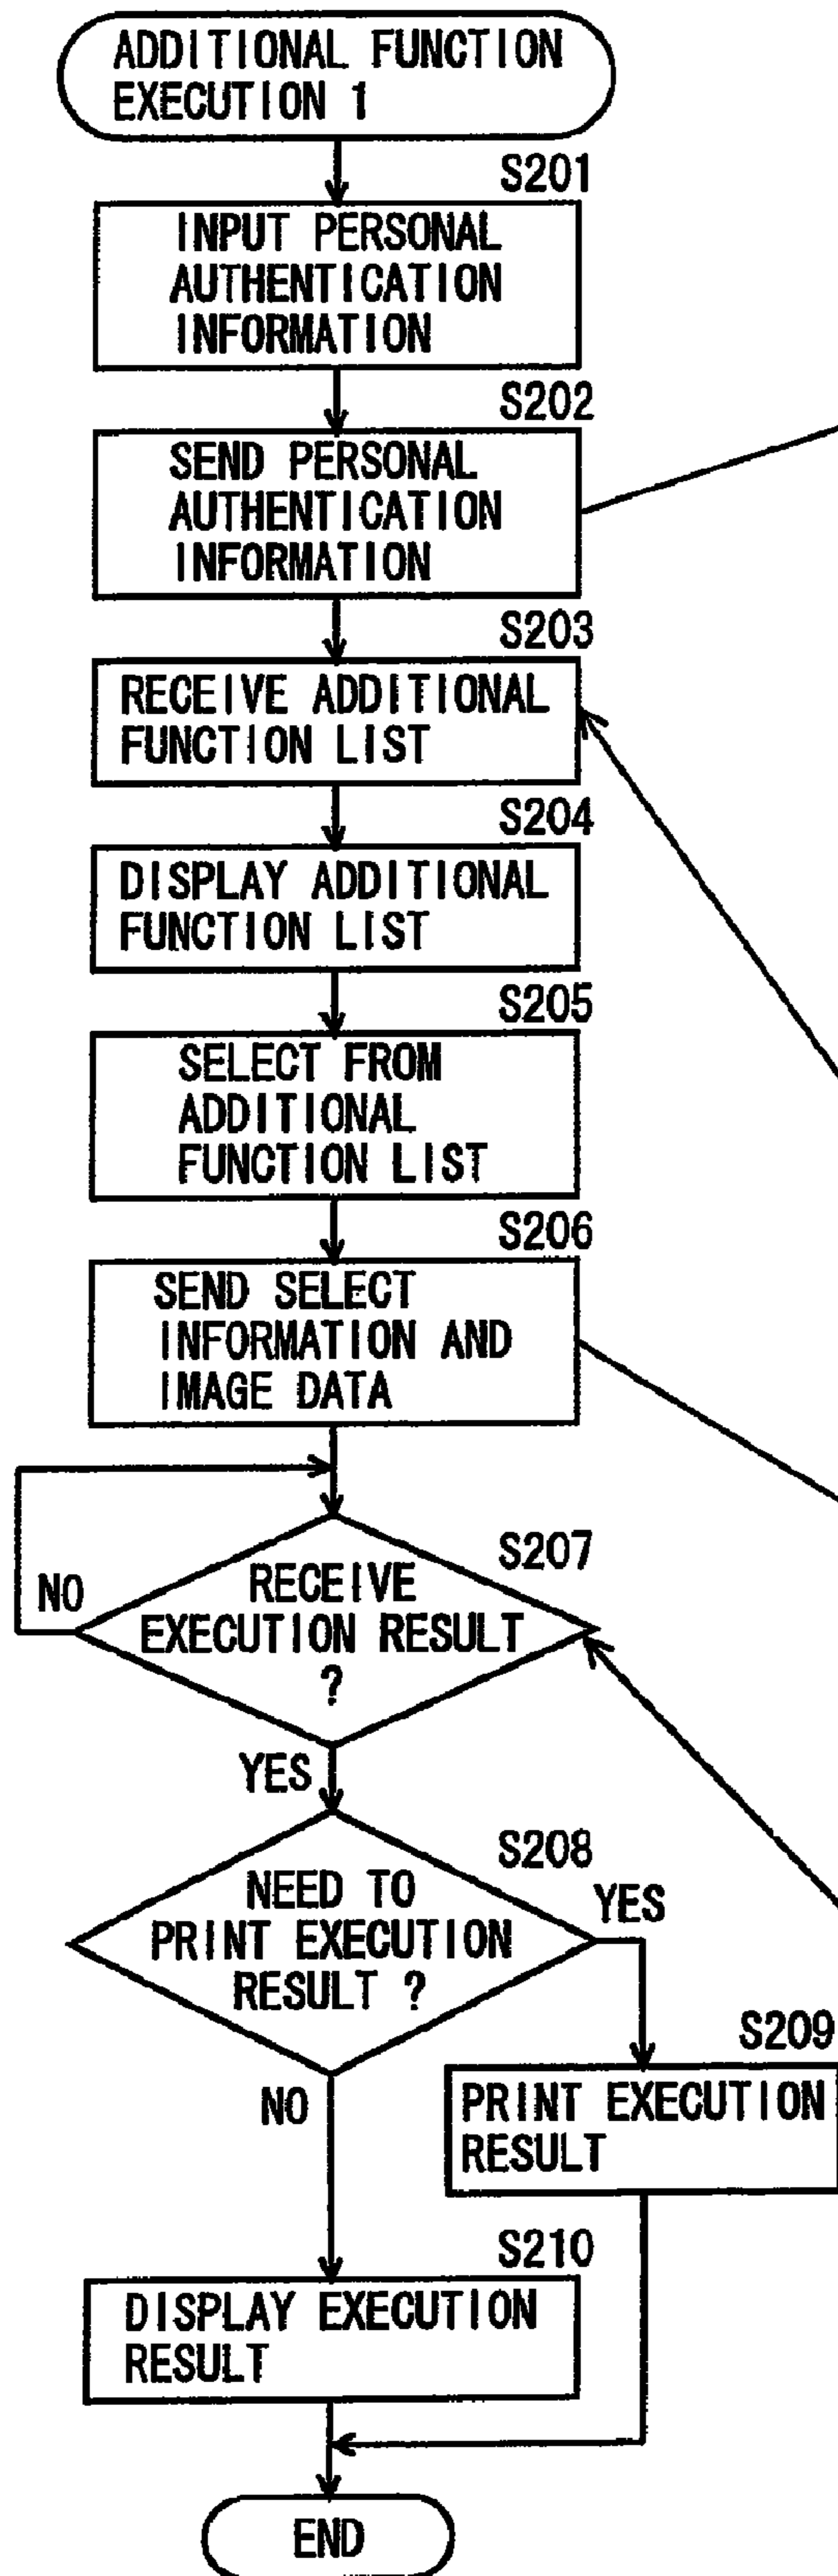 ADDITIONAL FUNCTION
EXECUTION 1
S201
INPUT PERSONAL
AUTHENTICATION
INFORMATION
S202
SEND PERSONAL
AUTHENTICATION
INFORMATION
S203
RECEIVE ADDITIONAL
FUNCTION LIST
S204
DISPLAY ADDITIONAL
FUNCTION LIST
S205
SELECT FROM
ADDITIONAL
FUNCTION LIST
S206
SEND SELECT
INFORMATION AND
IMAGE DATA
S207
NO
RECEIVE
EXECUTION RESULT
?
YES
S208
NEED TO
PRINT EXECUTION
RESULT ?
YES
S209
NO
PRINT EXECUTION
RESULT
S210
DISPLAY EXECUTION
RESULT
END